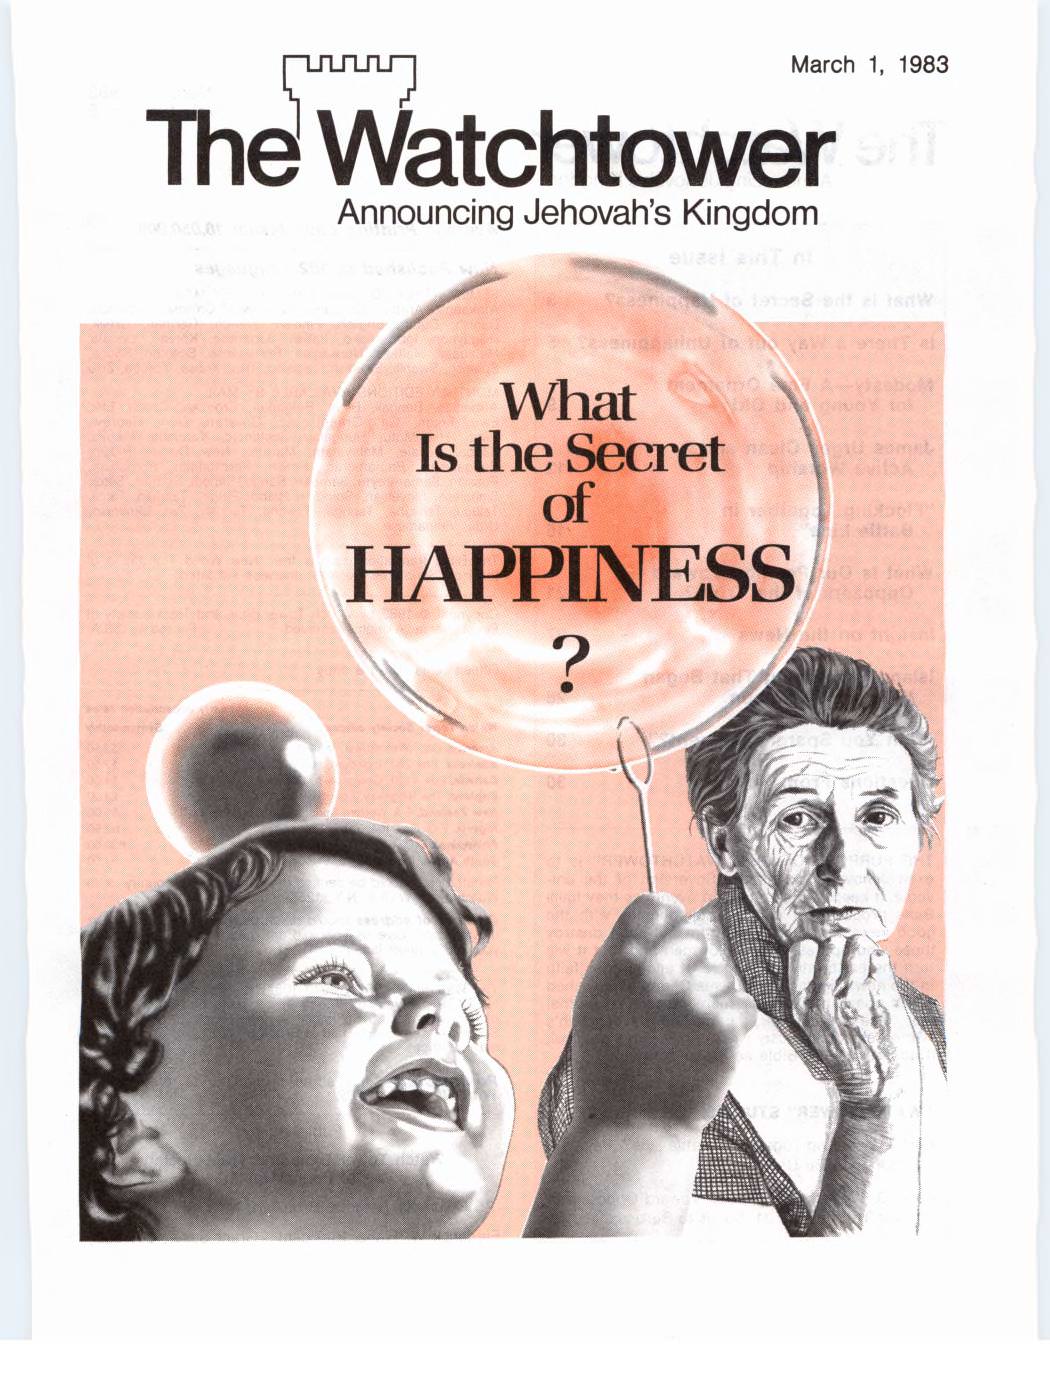 March 1, 1983
The Watchtower
Announcing Jehovah's Kingdom
What
Is the Secret
of
HAPPINESS
?